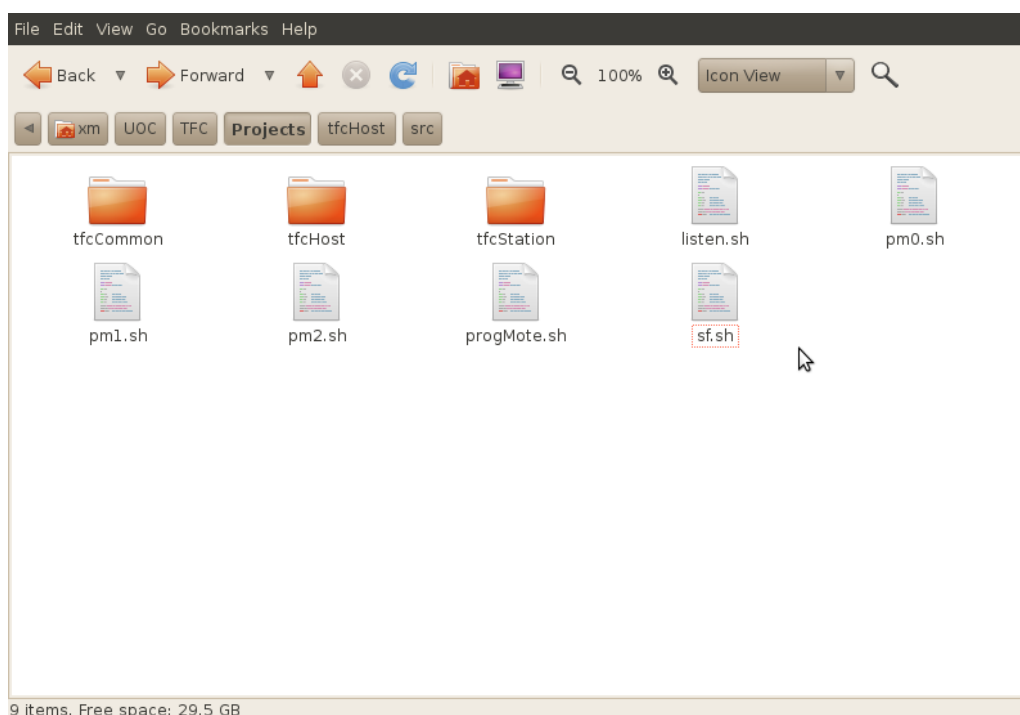 File Edit View Go Bookmarks Help
Back Forward 100% Icon View
xm UOC TFC Projects tfcHost src
tfcCommon tfcHost tfcStation listen.sh pm0.sh
pm1.sh pm2.sh progMote.sh sf.sh
9 items, Free space: 29,5 GB